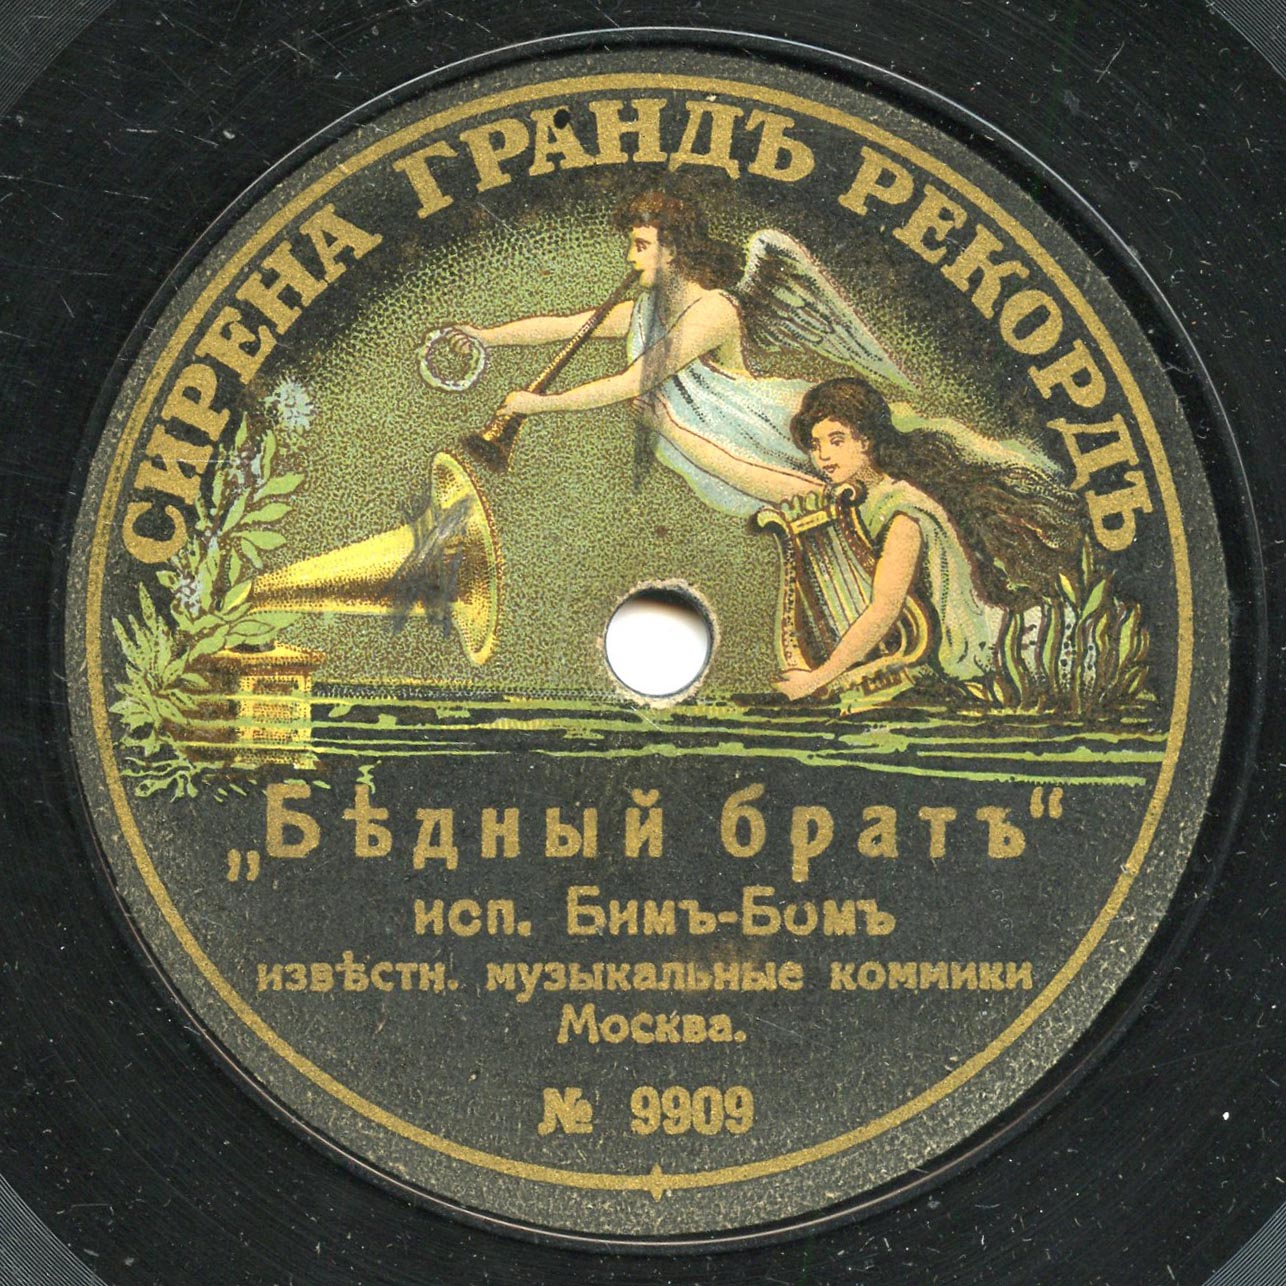 СИРЕНА ГРАНДЪ РЕКОРДЪ
„Бѣдный братъ“
исп. Бимъ-Бомъ
извѣстн. музыкальные коммики
Москва.
№ 9909